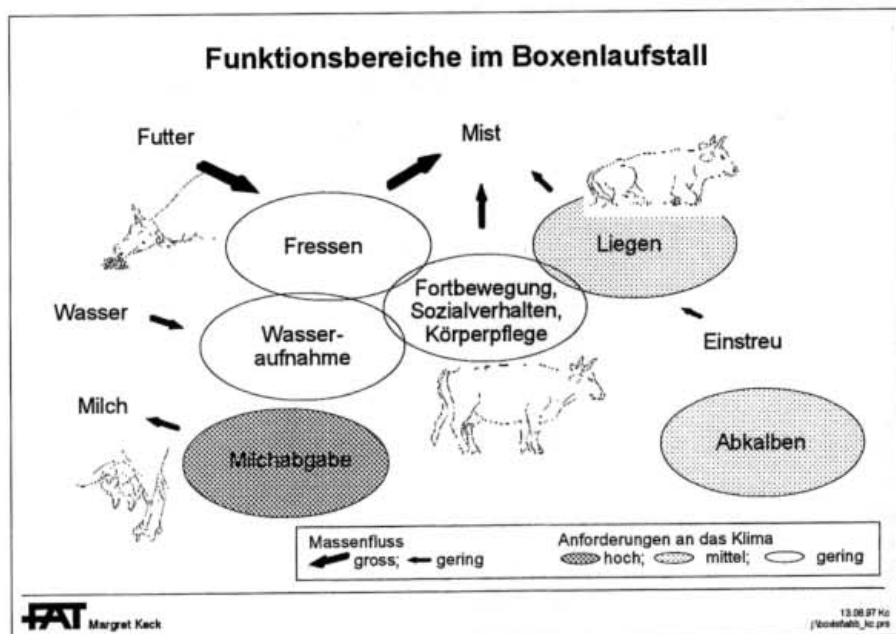 Funktionsbereiche im Boxenlaufstall
Futter
Mist
Fressen
Liegen
Fortbewegung,
Sozialverhalten,
Körperpflege
Wasser
Wasser-
aufnahme
Einstreu
Milch
Milchabgabe
Abkalben
Massenfluss
gross; gering
Anforderungen an das Klima
hoch; mittel; gering
FAT Margret Keck
13.08.97 Kc